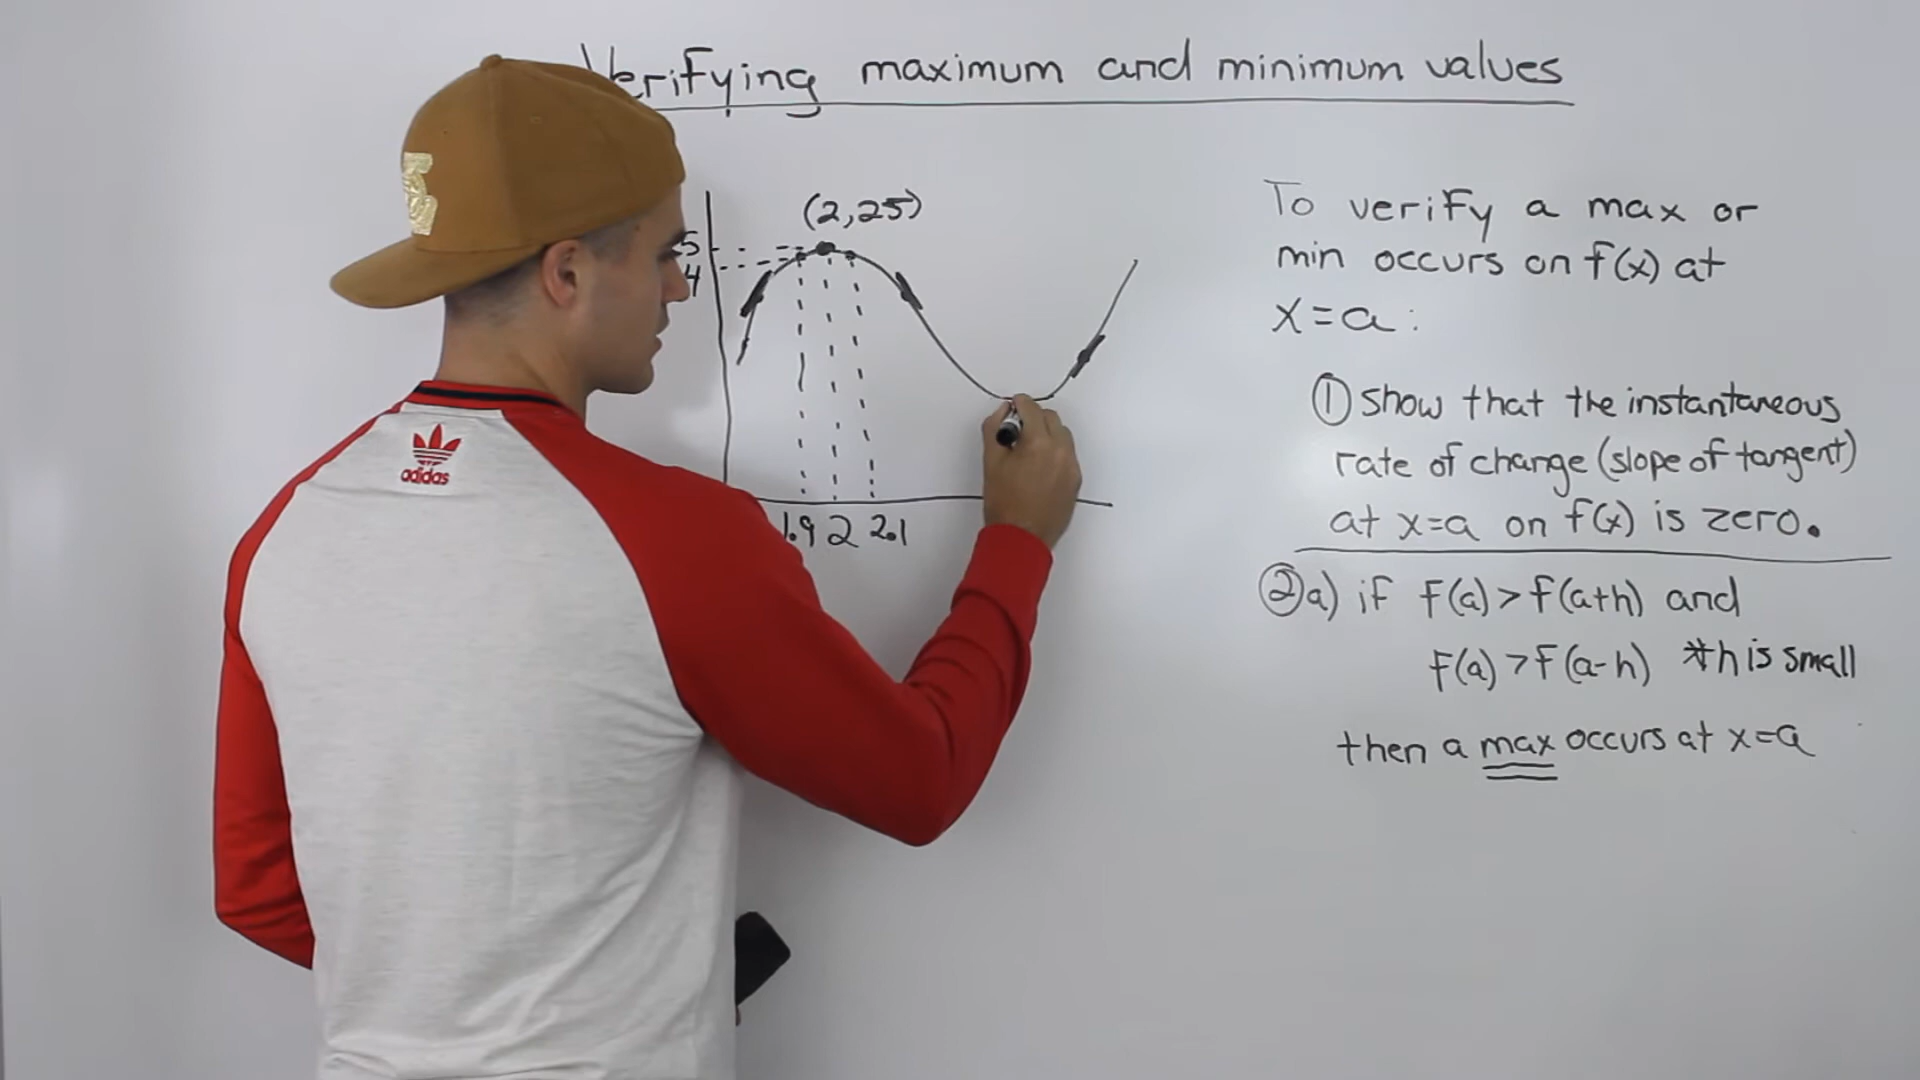 Verifying maximum and minimum values
(2,25)
5
4
1.9 2 2.1
To verify a max or
min occurs on f(x) at
x=a:
① Show that the instantaneous
rate of change (slope of tangent)
at x=a on f(x) is zero.
②a) if f(a)>f(a+h) and
f(a)>f(a-h) *h is small
then a max occurs at x=a
adidas